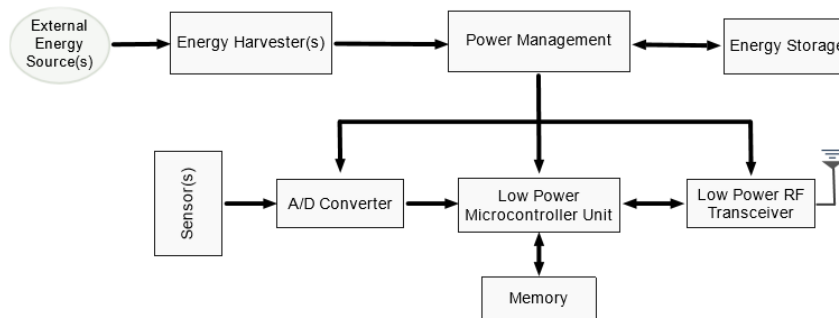 External
Energy
Source(s)
Energy Harvester(s)
Power Management
Energy Storage
Sensor(s)
A/D Converter
Low Power
Microcontroller Unit
Low Power RF
Transceiver
Memory